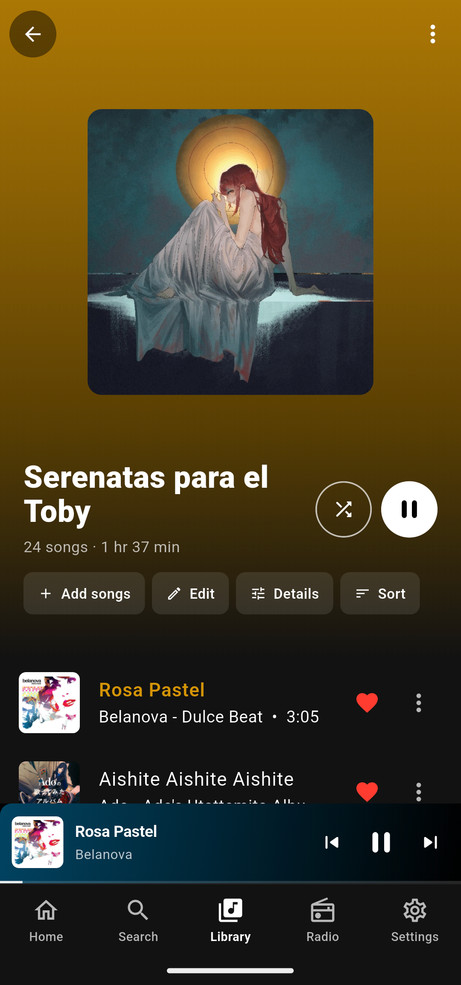 Serenatas para el
Toby
24 songs · 1 hr 37 min
Add songs
Edit
Details
Sort
Rosa Pastel
Belanova - Dulce Beat • 3:05
Aishite Aishite Aishite
Rosa Pastel
Belanova
Home
Search
Library
Radio
Settings